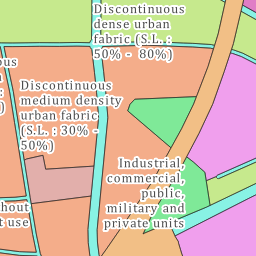 Discontinuous
dense urban
fabric (S.L. :
50% - 80%)
Discontinuous
medium density
urban fabric
(S.L. : 30% -
50%)
Industrial,
commercial,
public,
military and
private units
use